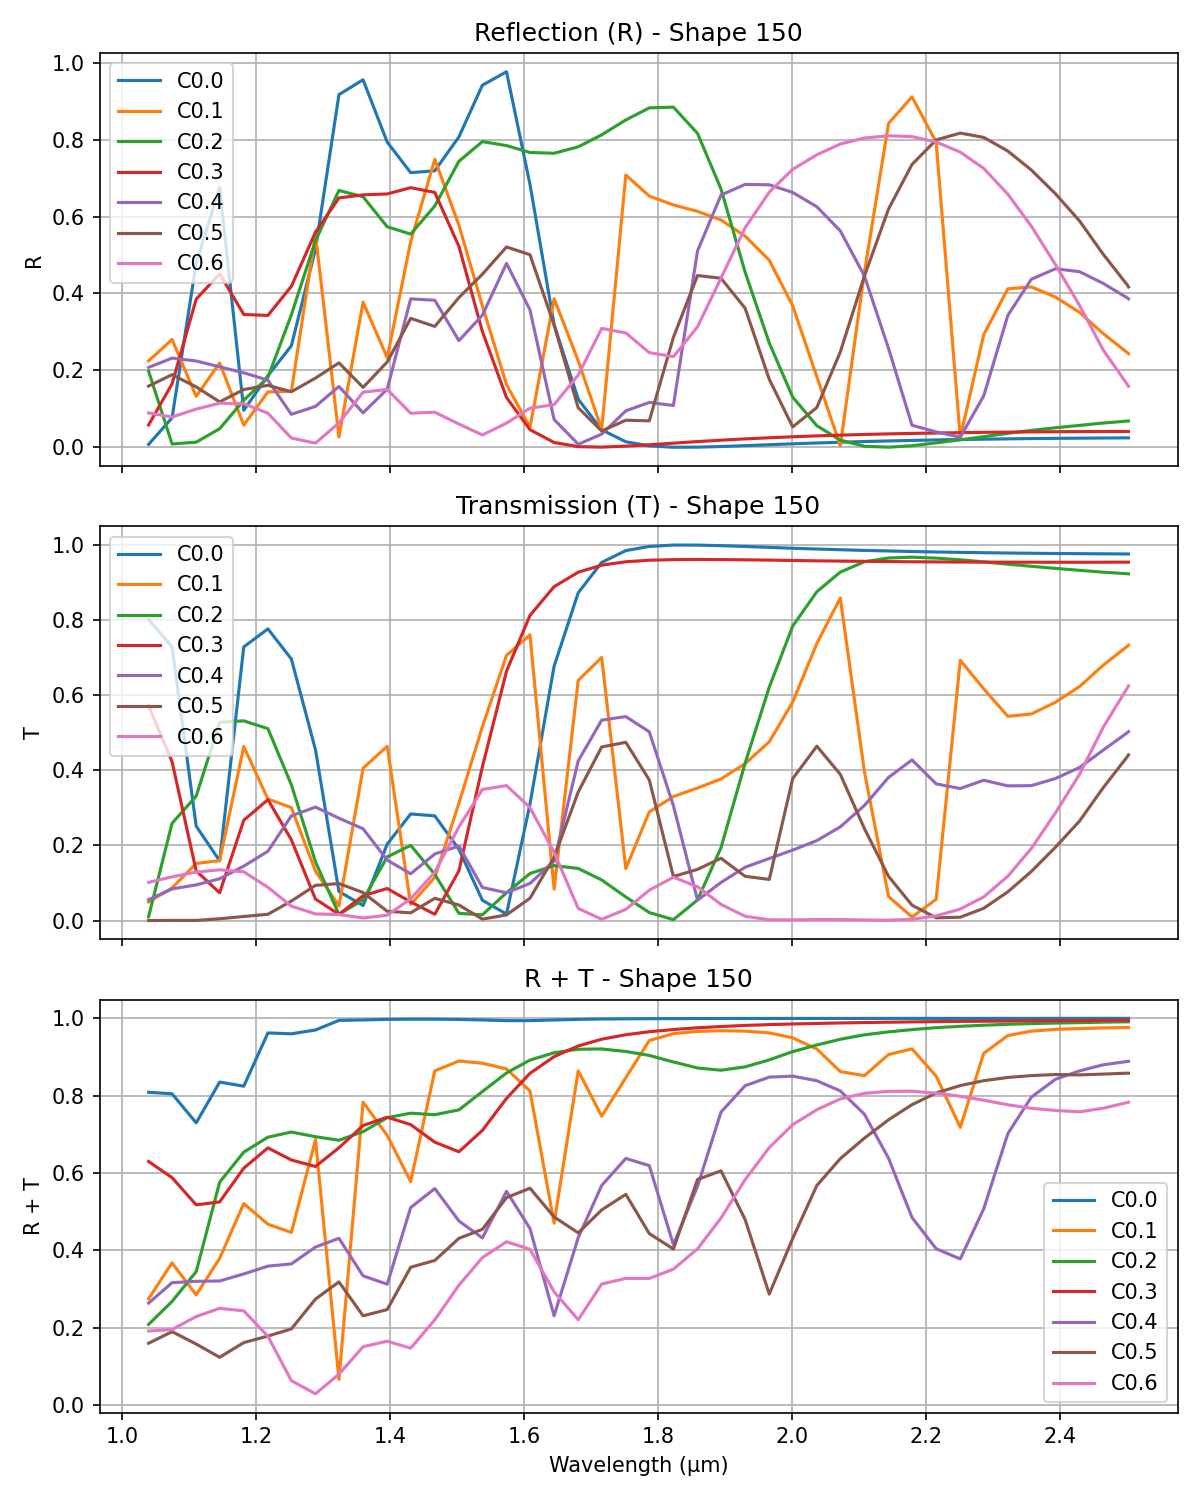 Reflection (R) - Shape 150
1.0
0.8
0.6
0.4
0.2
0.0
R
C0.0
C0.1
C0.2
C0.3
C0.4
C0.5
C0.6
Transmission (T) - Shape 150
1.0
0.8
0.6
0.4
0.2
0.0
T
C0.0
C0.1
C0.2
C0.3
C0.4
C0.5
C0.6
R + T - Shape 150
1.0
0.8
0.6
0.4
0.2
0.0
R + T
C0.0
C0.1
C0.2
C0.3
C0.4
C0.5
C0.6
1.0 1.2 1.4 1.6 1.8 2.0 2.2 2.4
Wavelength (μm)